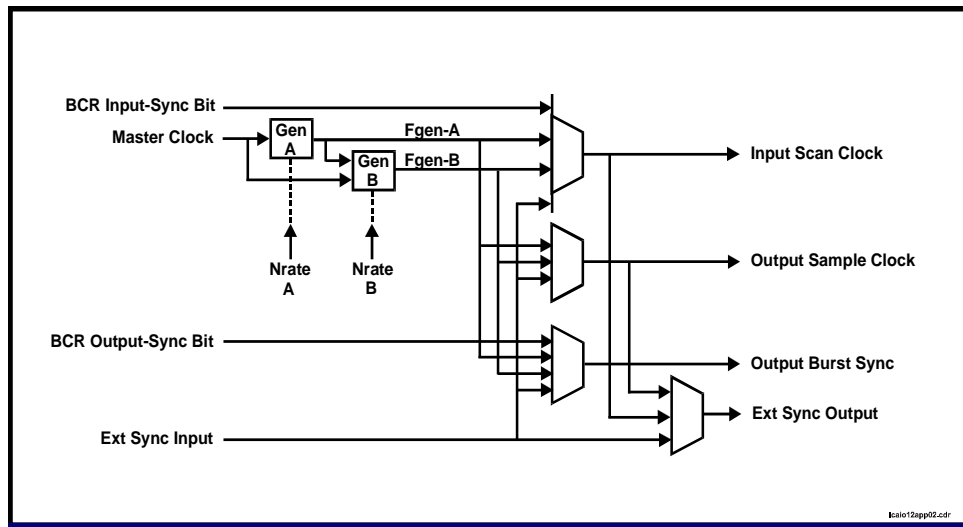 BCR Input-Sync Bit
Master Clock
Gen
A
Fgen-A
Gen
B
Fgen-B
Input Scan Clock
Nrate
A
Nrate
B
Output Sample Clock
BCR Output-Sync Bit
Output Burst Sync
Ext Sync Output
Ext Sync Input
lcaio12app02.cdr